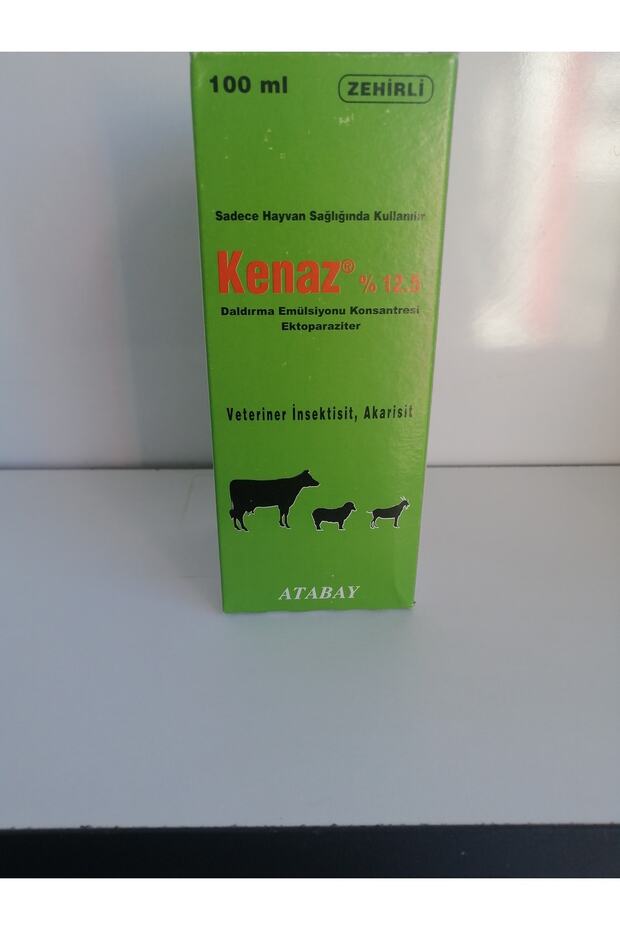 100 ml ZEHİRLİ
Sadece Hayvan Sağlığında Kullanılır
Kenaz® % 12.5
Daldırma Emülsiyonu Konsantresi
Ektoparaziter
Veteriner İnsektisit, Akarisit
ATABAY